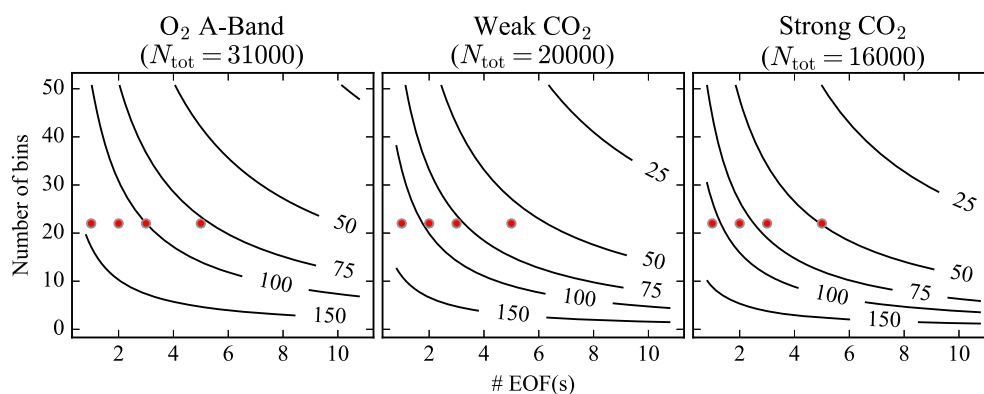 O₂ A-Band
(N_tot = 31000)
Weak CO₂
(N_tot = 20000)
Strong CO₂
(N_tot = 16000)
Number of bins
50
40
30
20
10
0
50
75
100
150
25
50
75
100
150
25
50
75
100
150
2 4 6 8 10
2 4 6 8 10
2 4 6 8 10
# EOF(s)